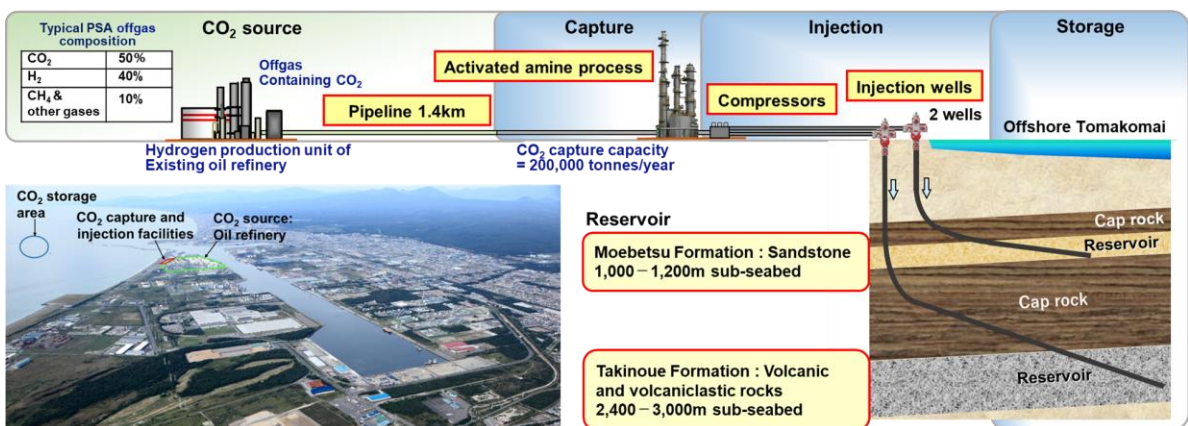 Typical PSA offgas
composition
CO₂ 50%
H₂ 40%
CH₄ &
other gases 10%
CO₂ source
Offgas
Containing CO₂
Pipeline 1.4km
Hydrogen production unit of
Existing oil refinery
Capture
Activated amine process
CO₂ capture capacity
= 200,000 tonnes/year
Injection
Compressors
Injection wells
2 wells
Storage
Offshore Tomakomai
CO₂ storage
area
CO₂ capture and
injection facilities
CO₂ source:
Oil refinery
Reservoir
Moebetsu Formation : Sandstone
1,000－1,200m sub-seabed
Takinoue Formation : Volcanic
and volcaniclastic rocks
2,400－3,000m sub-seabed
Cap rock
Reservoir
Cap rock
Reservoir